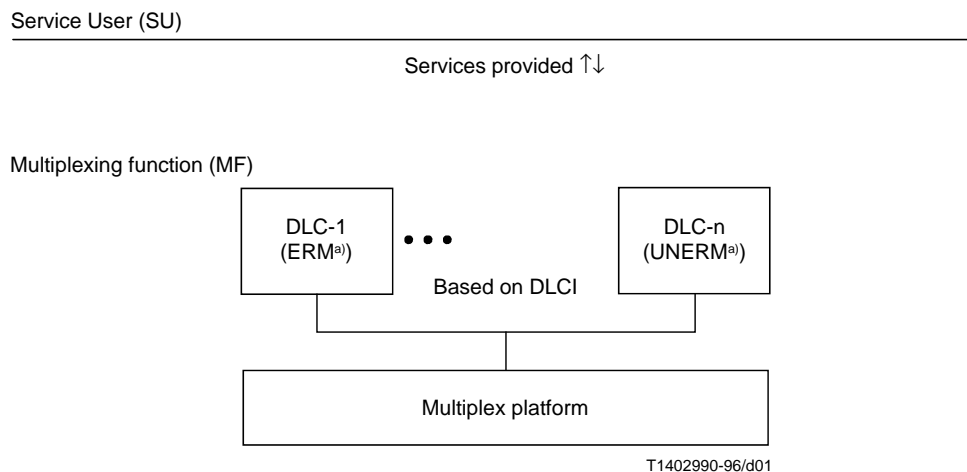 Service User (SU)
Services provided ↑↓
Multiplexing function (MF)
DLC-1
(ERMa))
DLC-n
(UNERMa))
Based on DLCI
Multiplex platform
T1402990-96/d01